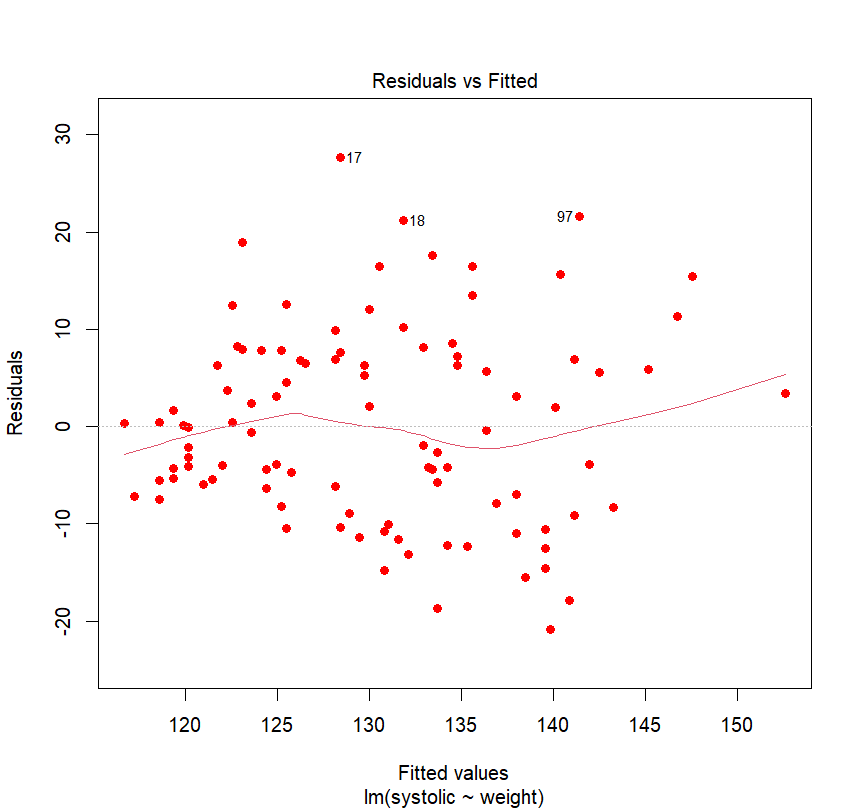 Residuals vs Fitted
30
20
10
0
-10
-20
Residuals
17
18
97
120 125 130 135 140 145 150
Fitted values
lm(systolic ~ weight)